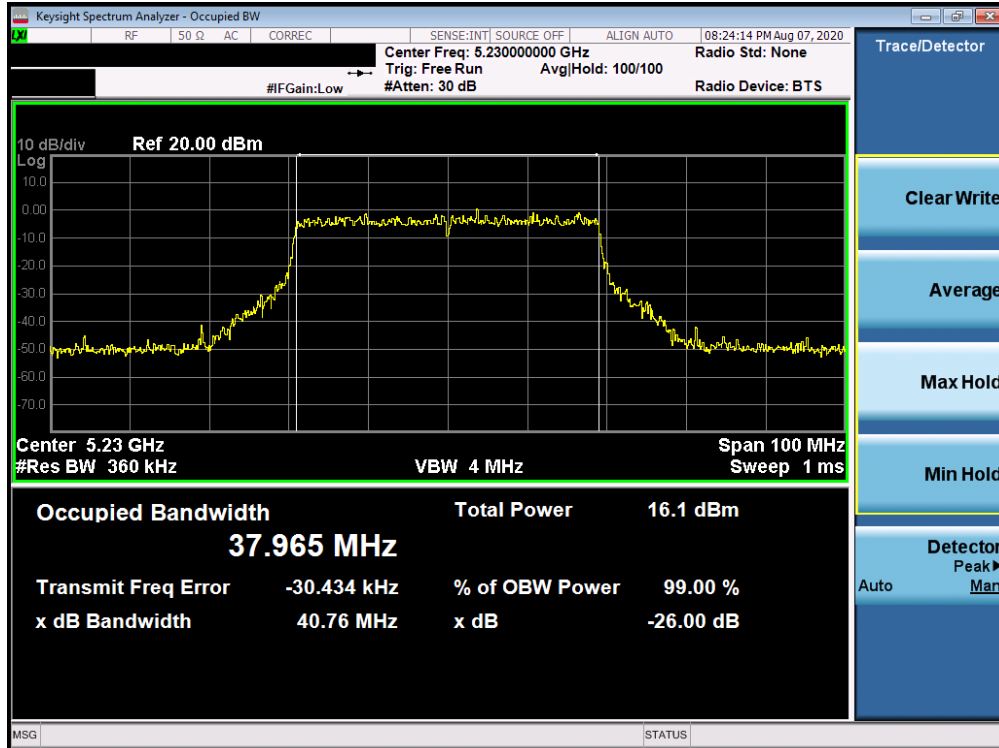 Keysight Spectrum Analyzer - Occupied BW
LXI RF 50 Ω AC CORREC SENSE:INT SOURCE OFF ALIGN AUTO 08:24:14 PM Aug 07, 2020
Center Freq: 5.230000000 GHz Radio Std: None
Trig: Free Run Avg|Hold: 100/100
#IFGain:Low #Atten: 30 dB Radio Device: BTS
Trace/Detector
10 dB/div Ref 20.00 dBm
Log
10.0
0.00
-10.0
-20.0
-30.0
-40.0
-50.0
-60.0
-70.0
Center 5.23 GHz Span 100 MHz
#Res BW 360 kHz VBW 4 MHz Sweep 1 ms
Occupied Bandwidth Total Power 16.1 dBm
37.965 MHz
Transmit Freq Error -30.434 kHz % of OBW Power 99.00 %
x dB Bandwidth 40.76 MHz x dB -26.00 dB
Clear Write
Average
Max Hold
Min Hold
Detector
Peak▶
Auto Man
MSG STATUS